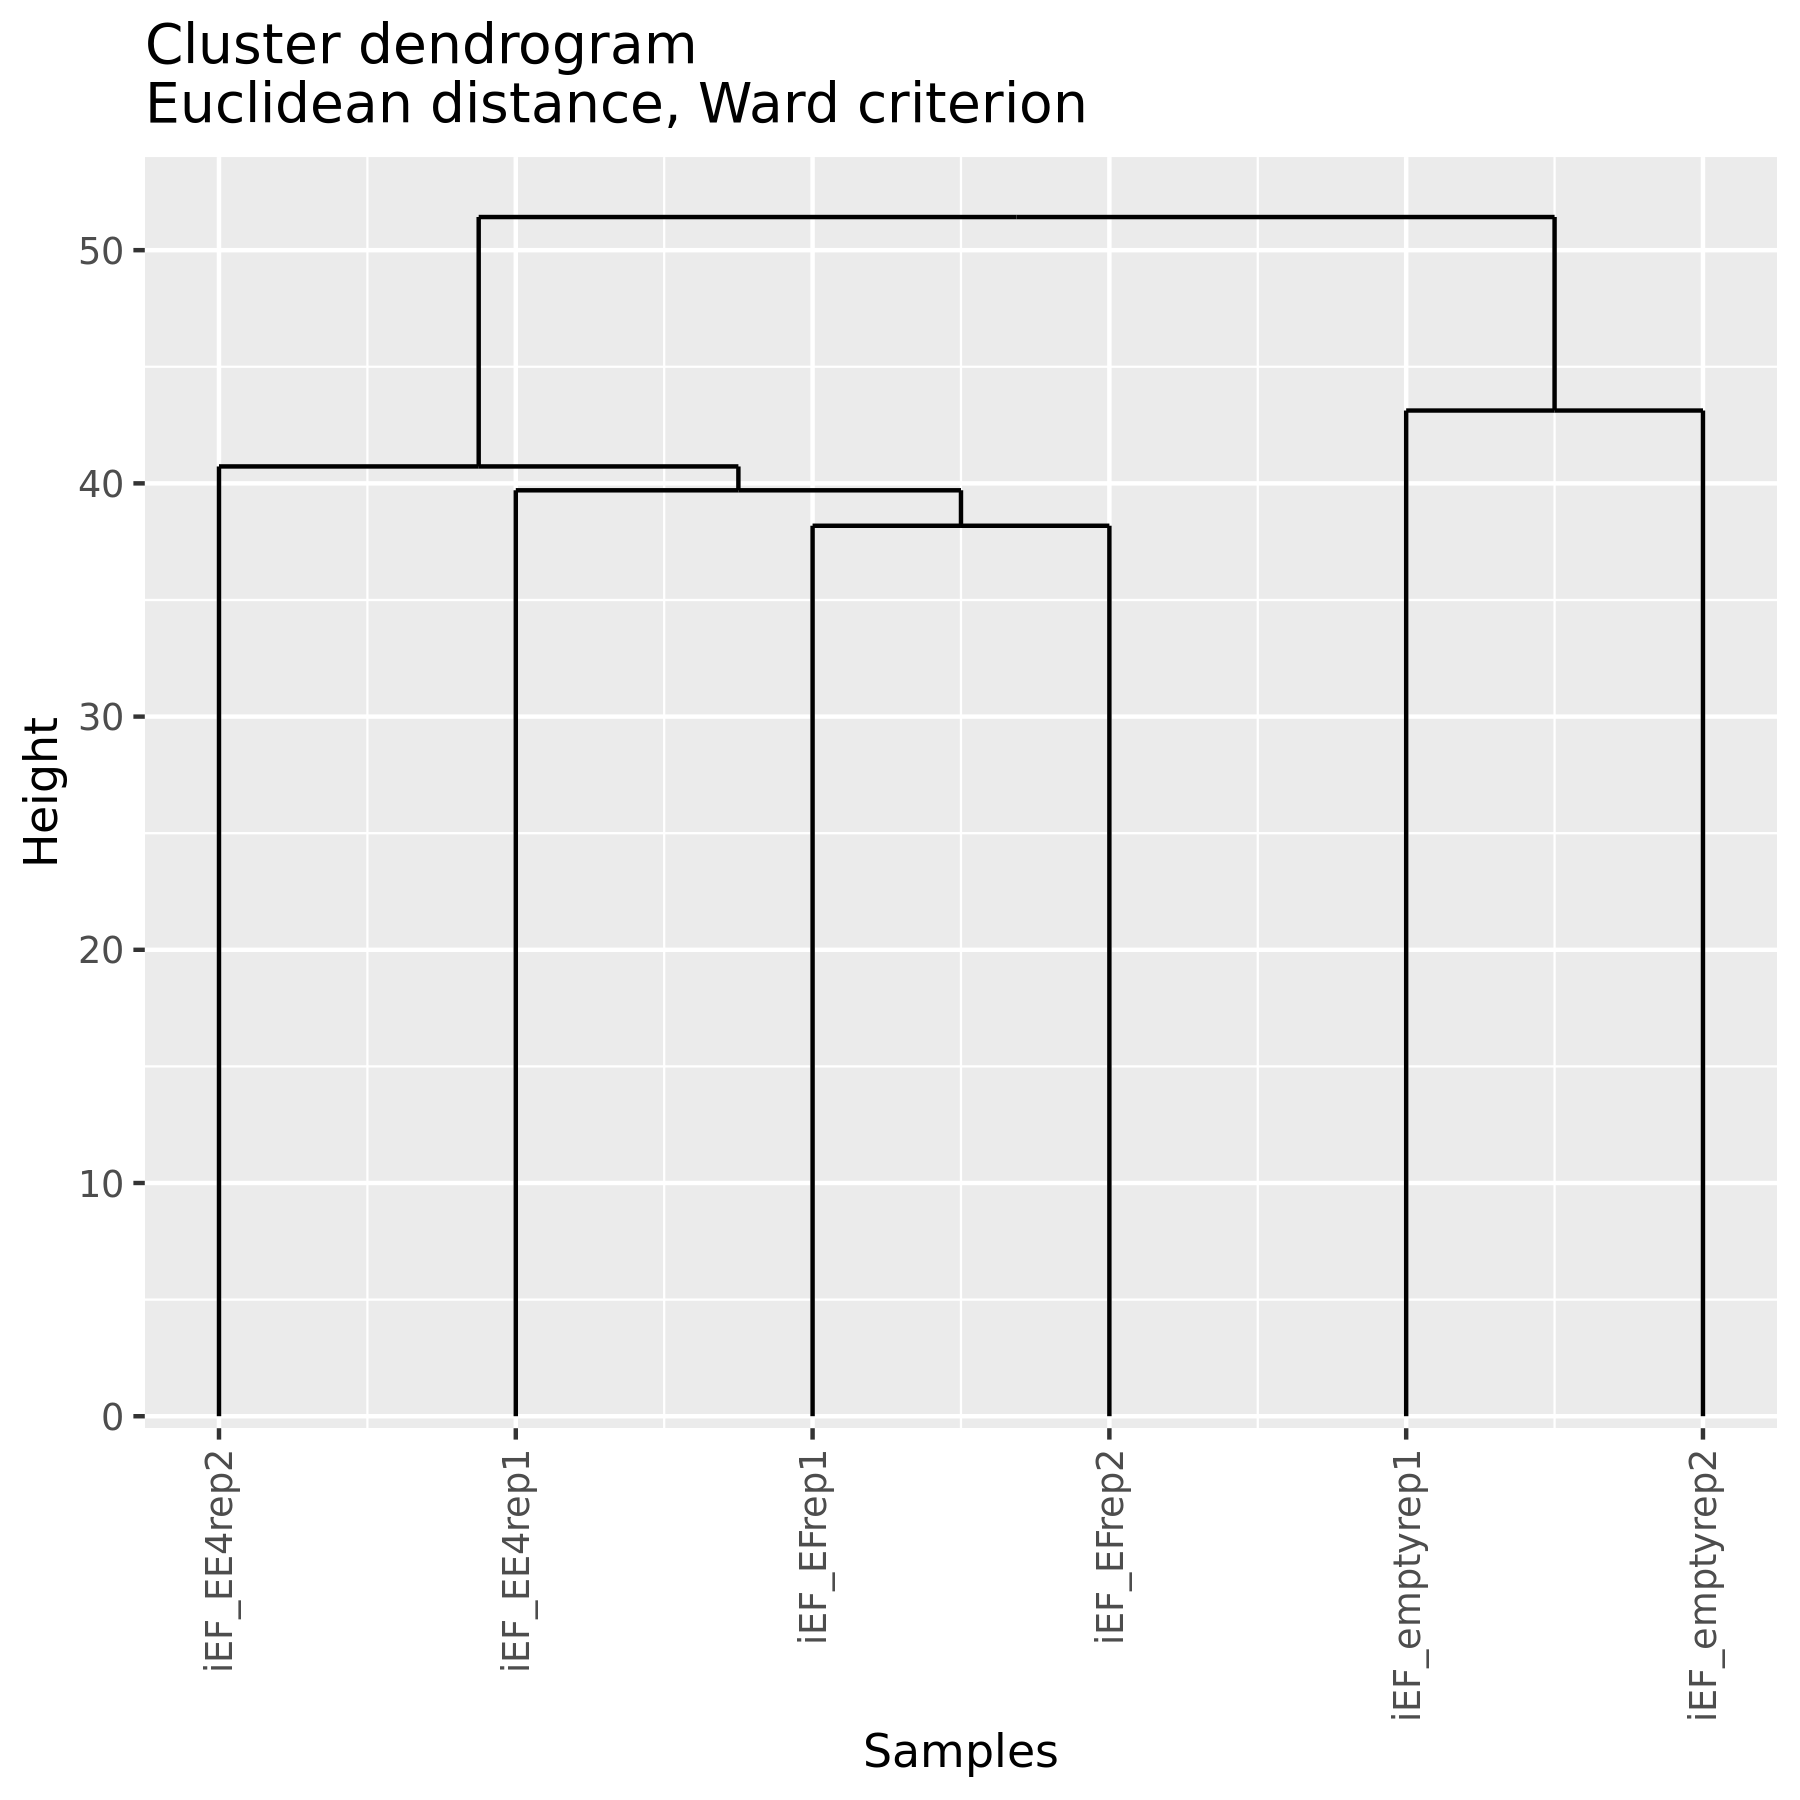 Cluster dendrogram
Euclidean distance, Ward criterion
50
40
30
20
10
0
Height
iEF_EE4rep2
iEF_EE4rep1
iEF_EFrep1
iEF_EFrep2
iEF_emptyrep1
iEF_emptyrep2
Samples